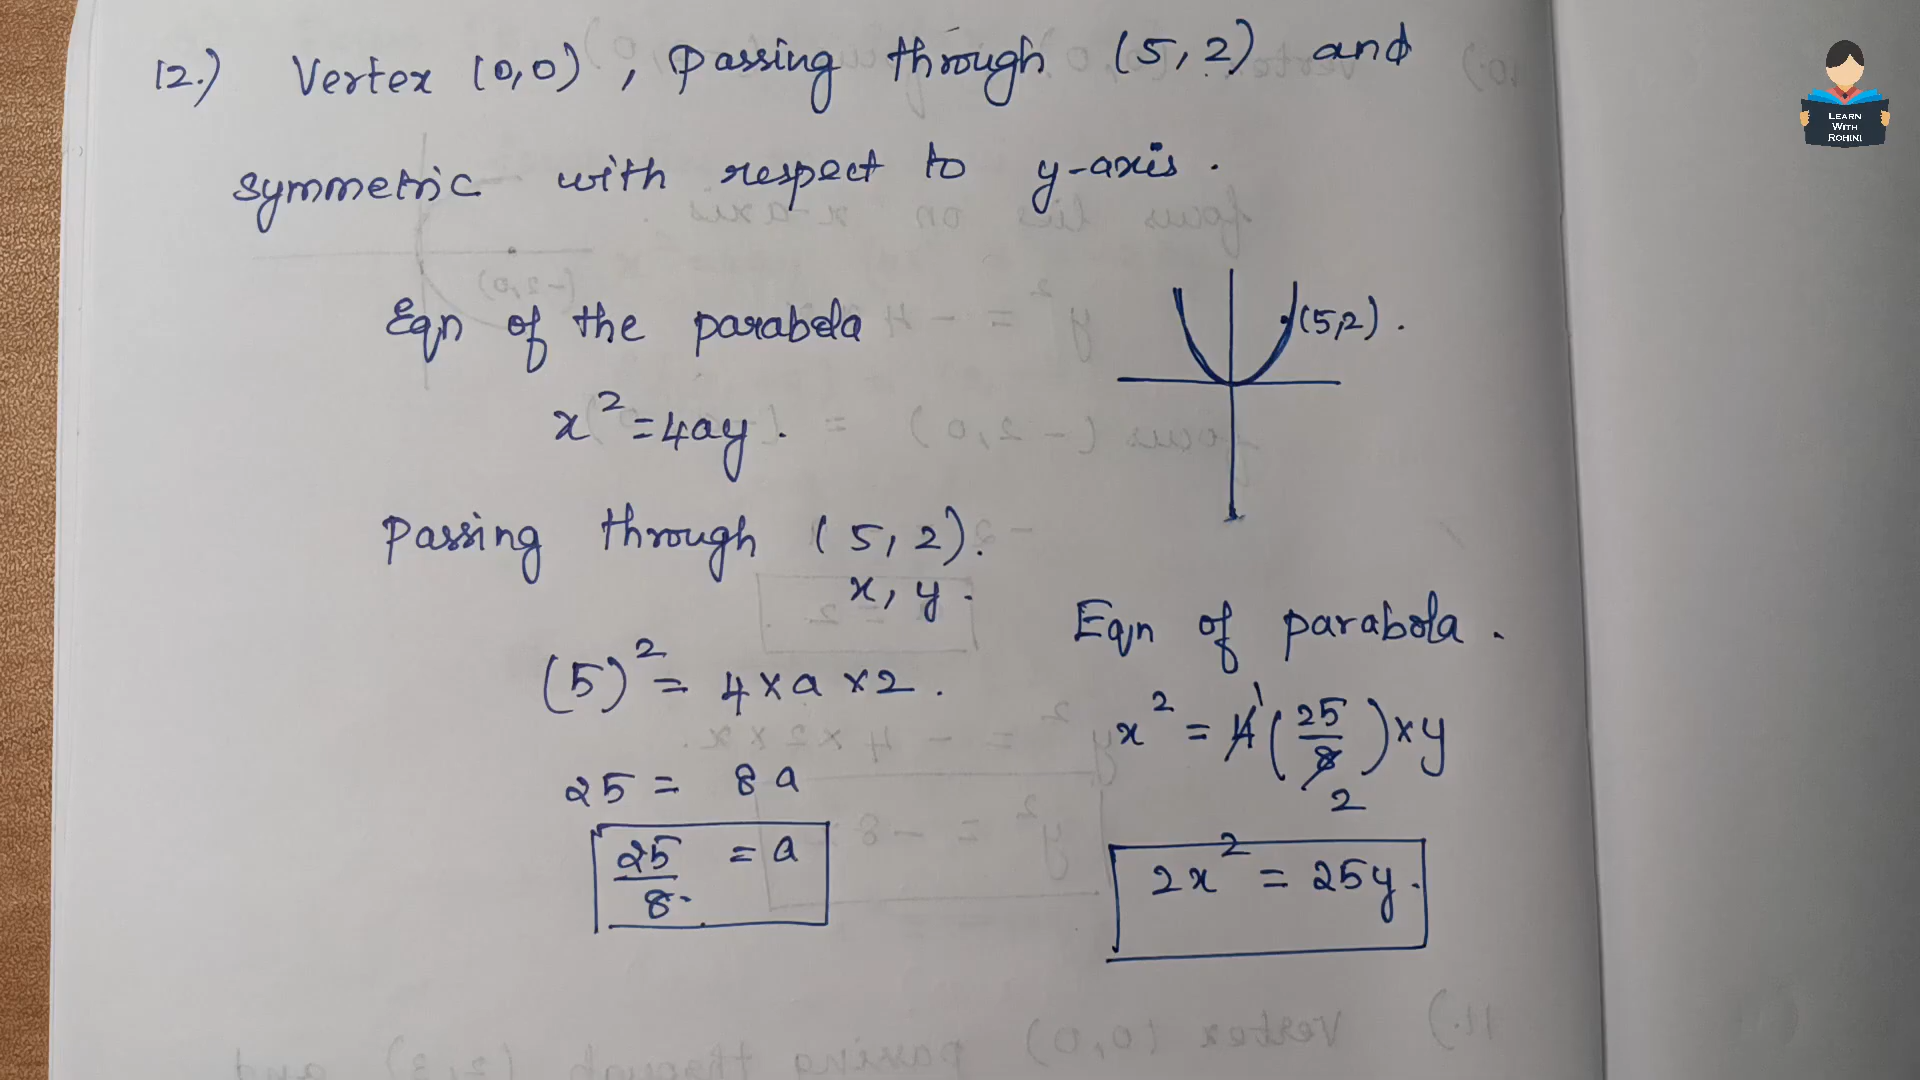 12.) Vertex (0,0), passing through (5,2) and
symmetric with respect to y-axis.
Eqn of the parabola
x² = 4ay.
(5,2).
Passing through (5,2).
x, y.
(5)² = 4×a×2.
25 = 8a
25/8. = a
Eqn of parabola.
x² = 4 1 (25/8 2) × y
2x² = 25y.
LEARN
WITH
ROHINI